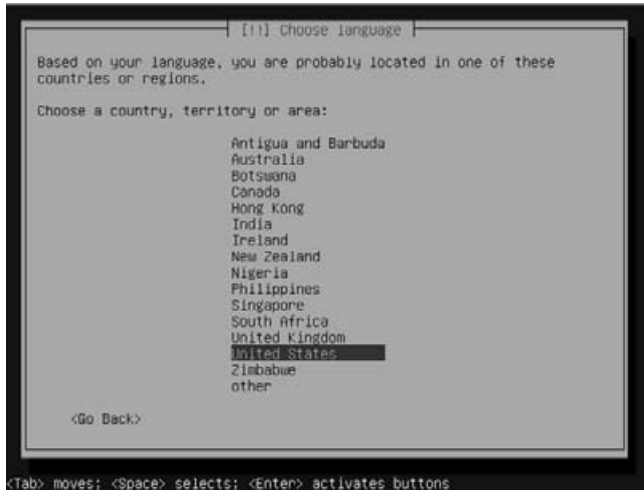 [!!] Choose language
Based on your language, you are probably located in one of these
countries or regions.
Choose a country, territory or area:
Antigua and Barbuda
Australia
Botswana
Canada
Hong Kong
India
Ireland
New Zealand
Nigeria
Philippines
Singapore
South Africa
United Kingdom
United States
Zimbabwe
other
<Go Back>
<Tab> moves; <Space> selects; <Enter> activates buttons